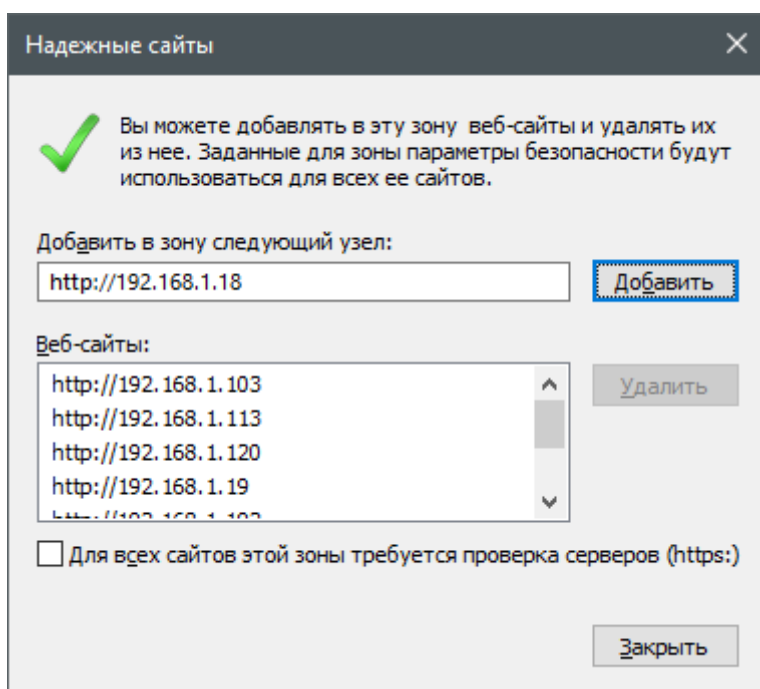 Надежные сайты
Вы можете добавлять в эту зону веб-сайты и удалять их
из нее. Заданные для зоны параметры безопасности будут
использоваться для всех ее сайтов.
Добавить в зону следующий узел:
http://192.168.1.18
Добавить
Веб-сайты:
http://192.168.1.103
Удалить
http://192.168.1.113
http://192.168.1.120
http://192.168.1.19
Для всех сайтов этой зоны требуется проверка серверов (https:)
Закрыть